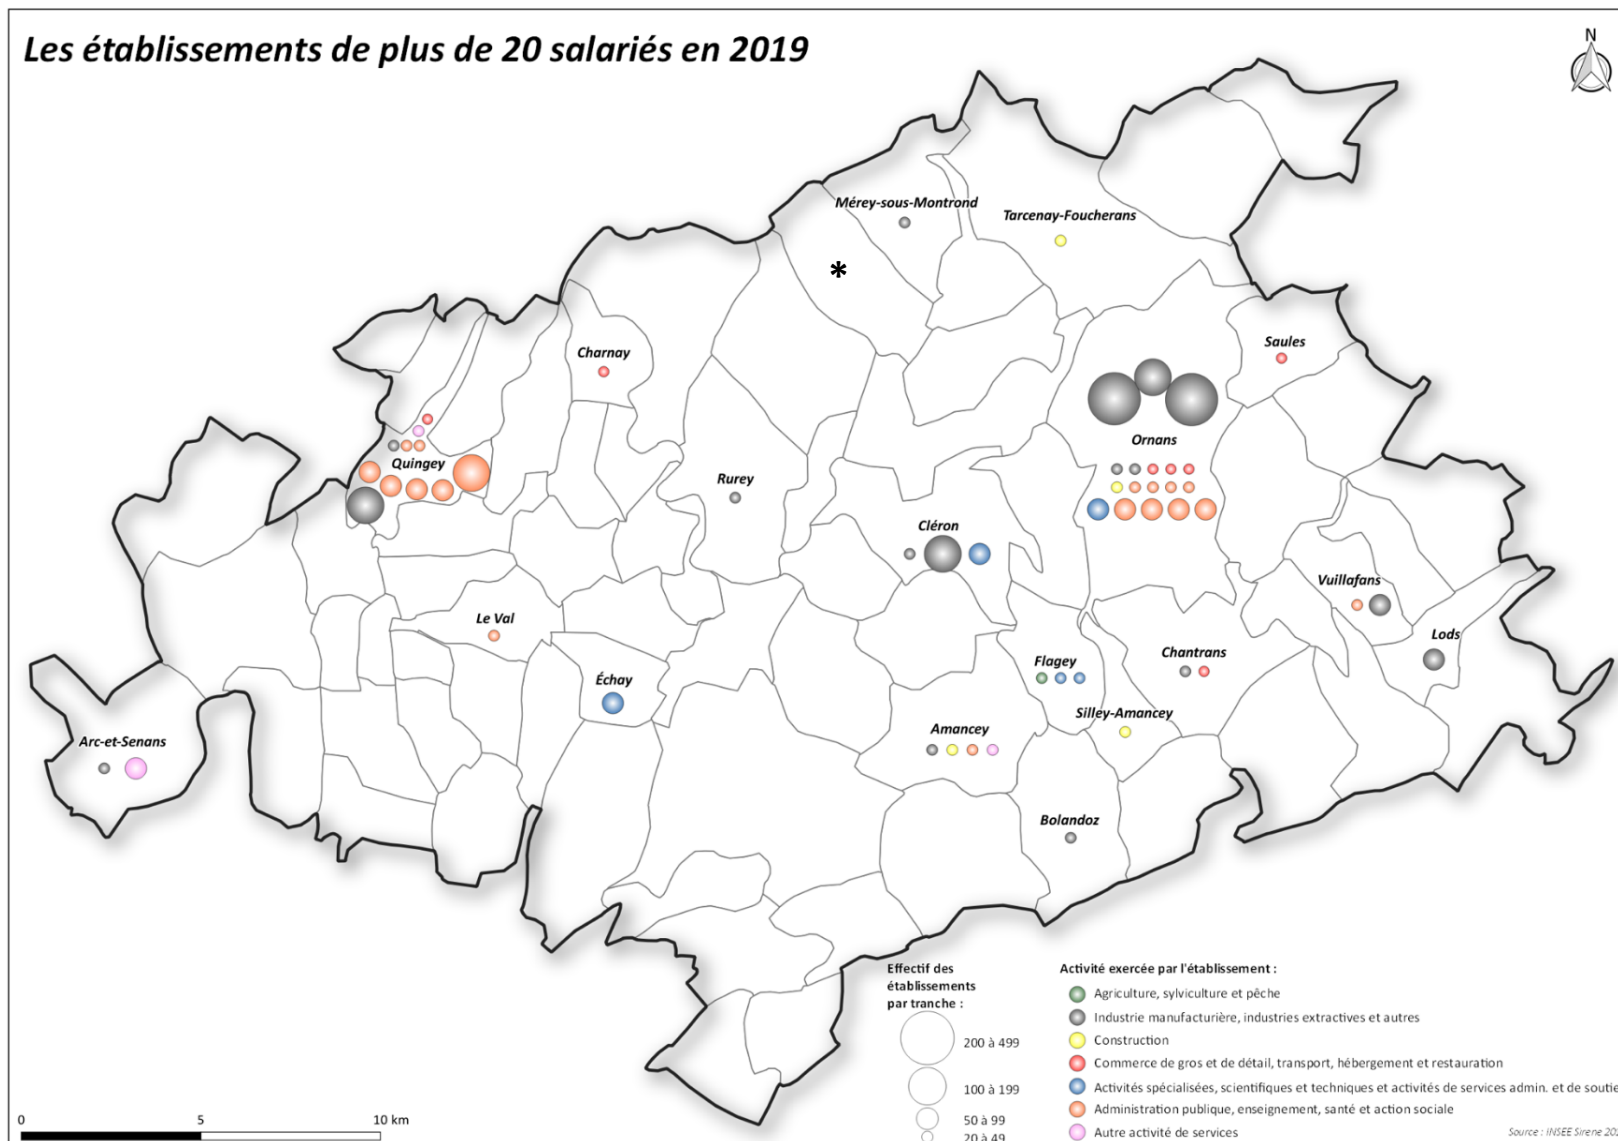 Les établissements de plus de 20 salariés en 2019
N
Mérey-sous-Montrond
Tarcenay-Foucherans
*
Saules
Charnay
Ornans
Quingey
Rurey
Cléron
Vuillafans
Le Val
Lods
Chantrans
Flagey
Échay
Silley-Amancey
Amancey
Arc-et-Senans
Bolandoz
Effectif des
établissements
par tranche :
200 à 499
100 à 199
50 à 99
20 à 49
Activité exercée par l'établissement :
Agriculture, sylviculture et pêche
Industrie manufacturière, industries extractives et autres
Construction
Commerce de gros et de détail, transport, hébergement et restauration
Activités spécialisées, scientifiques et techniques et activités de services admin. et de soutie
Administration publique, enseignement, santé et action sociale
Autre activité de services
0 5 10 km
Source : INSEE Sirene 20